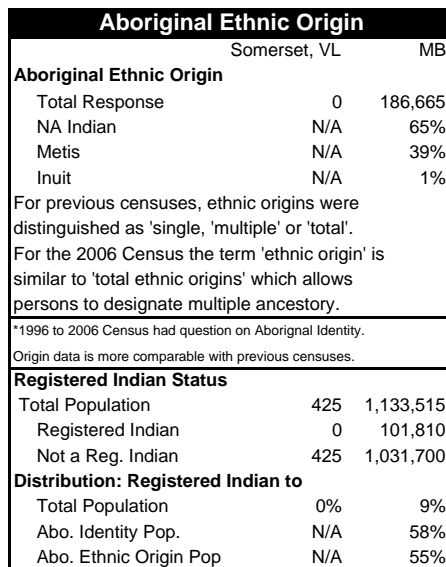 Aboriginal Ethnic Origin
Somerset, VL MB
Aboriginal Ethnic Origin
Total Response 0 186,665
NA Indian N/A 65%
Metis N/A 39%
Inuit N/A 1%
For previous censuses, ethnic origins were
distinguished as 'single, 'multiple' or 'total'.
For the 2006 Census the term 'ethnic origin' is
similar to 'total ethnic origins' which allows
persons to designate multiple ancestory.
*1996 to 2006 Census had question on Aborignal Identity.
Origin data is more comparable with previous censuses.
Registered Indian Status
Total Population 425 1,133,515
Registered Indian 0 101,810
Not a Reg. Indian 425 1,031,700
Distribution: Registered Indian to
Total Population 0% 9%
Abo. Identity Pop. N/A 58%
Abo. Ethnic Origin Pop N/A 55%